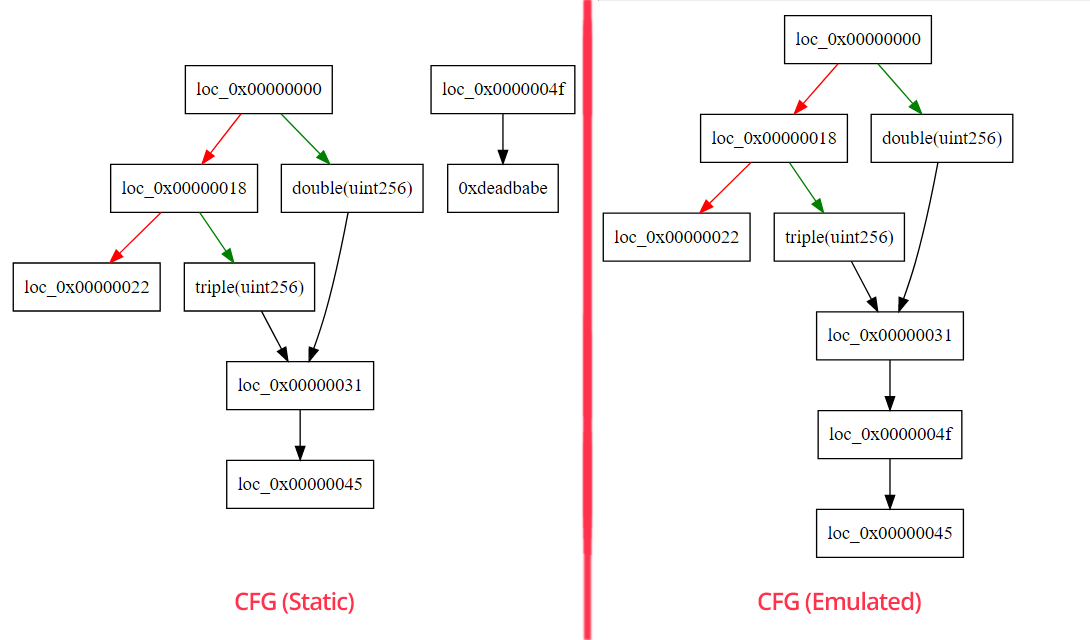 loc_0x00000000
loc_0x0000004f
loc_0x00000018
double(uint256)
0xdeadbabe
loc_0x00000022
triple(uint256)
loc_0x00000031
loc_0x00000045
CFG (Static)
loc_0x00000000
loc_0x00000018
double(uint256)
loc_0x00000022
triple(uint256)
loc_0x00000031
loc_0x0000004f
loc_0x00000045
CFG (Emulated)